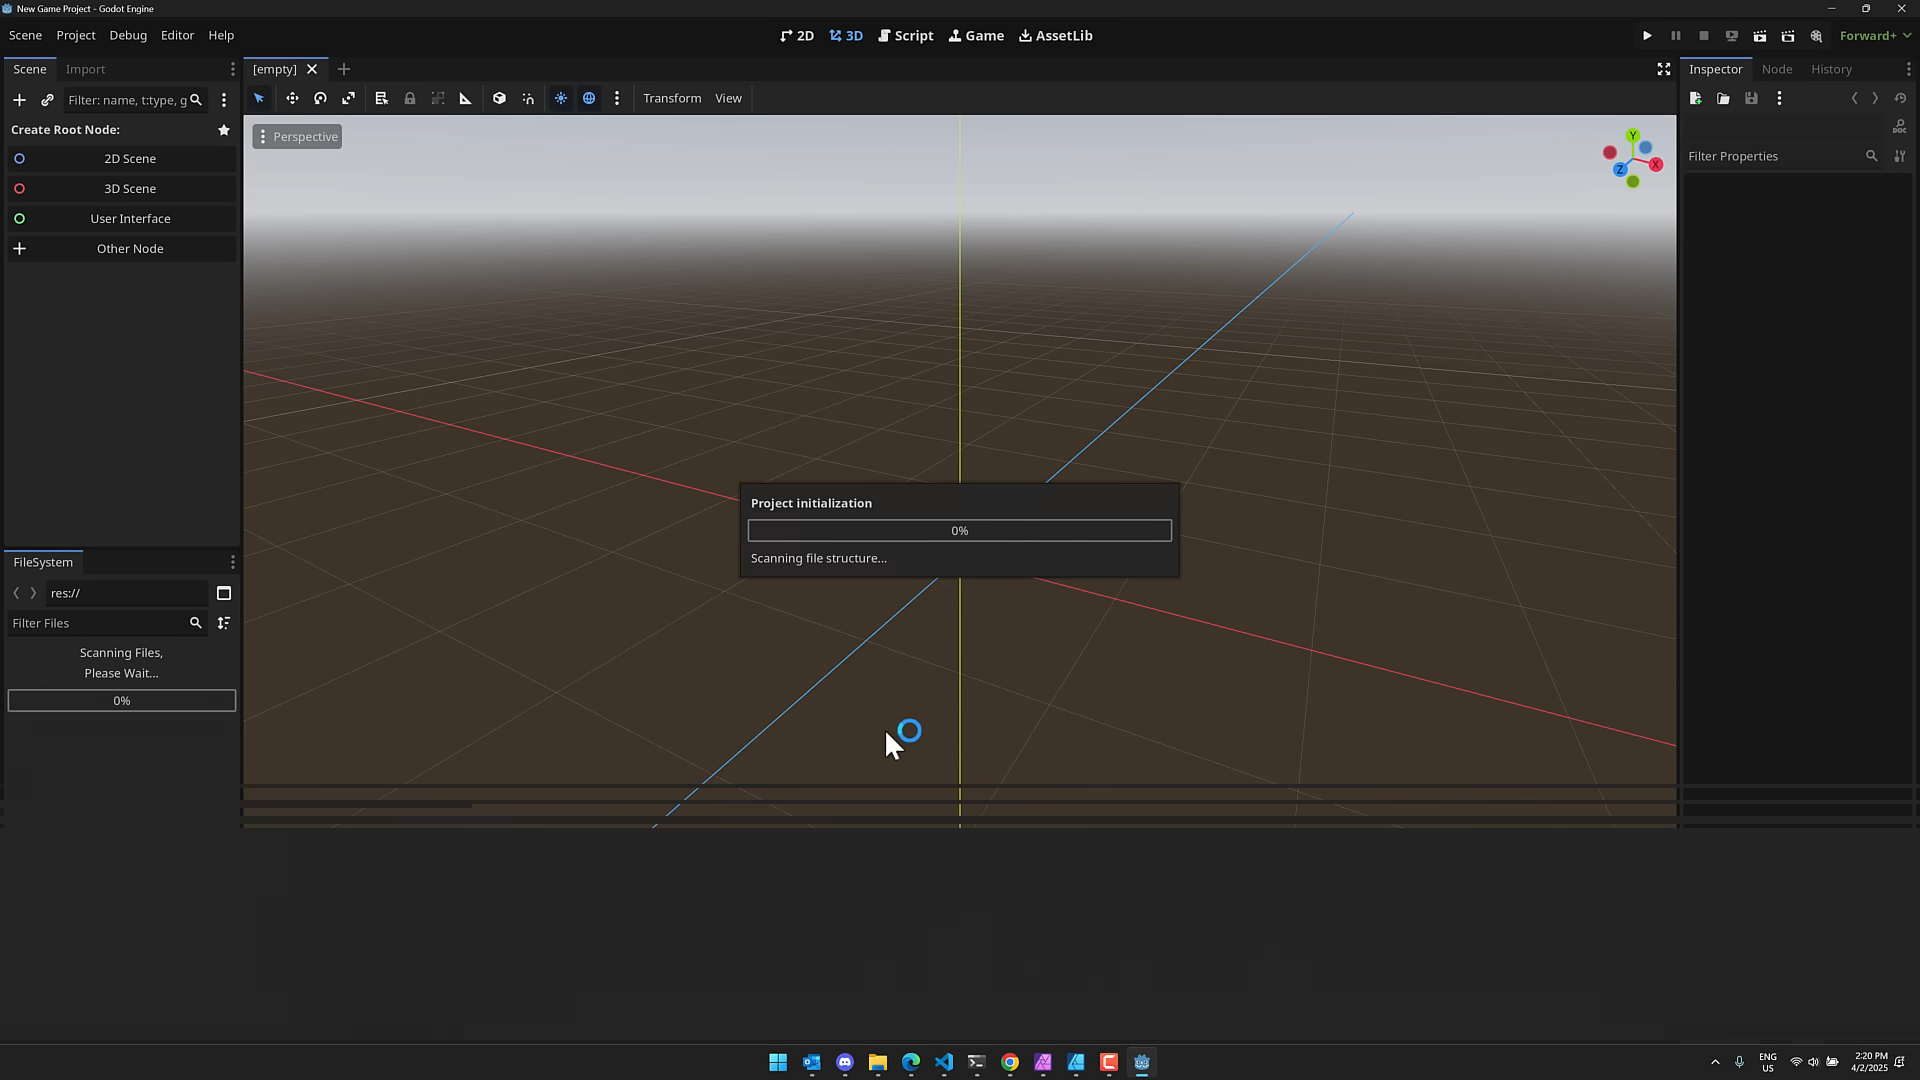 New Game Project - Godot Engine
Scene Project Debug Editor Help
2D 3D Script Game AssetLib
Forward+
Scene Import
[empty]
Inspector Node History
Filter: name, t:type, g
Transform View
Create Root Node:
Perspective
Y
X
Z
DOC
Filter Properties
2D Scene
3D Scene
User Interface
Other Node
Project initialization
0%
Scanning file structure...
FileSystem
res://
Filter Files
Scanning Files,
Please Wait...
0%
ENG
US
2:20 PM
4/2/2025